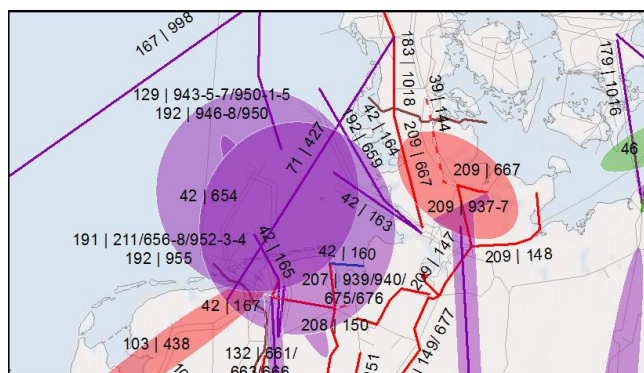 167 | 998
183 | 1018
39 | 144
179 | 1016
129 | 943-5-7/950-1-5
192 | 946-8/950
42 | 164
92 | 659
71 | 427
209 | 667
209 | 667
46
42 | 654
209 | 937-7
42 | 163
191 | 211/656-8/952-3-4
192 | 955
42 | 165
42 | 160
209 | 147
209 | 148
207 | 939/940/
675/676
42 | 167
208 | 150
103 | 438
132 | 661/
663/666
149/ 677